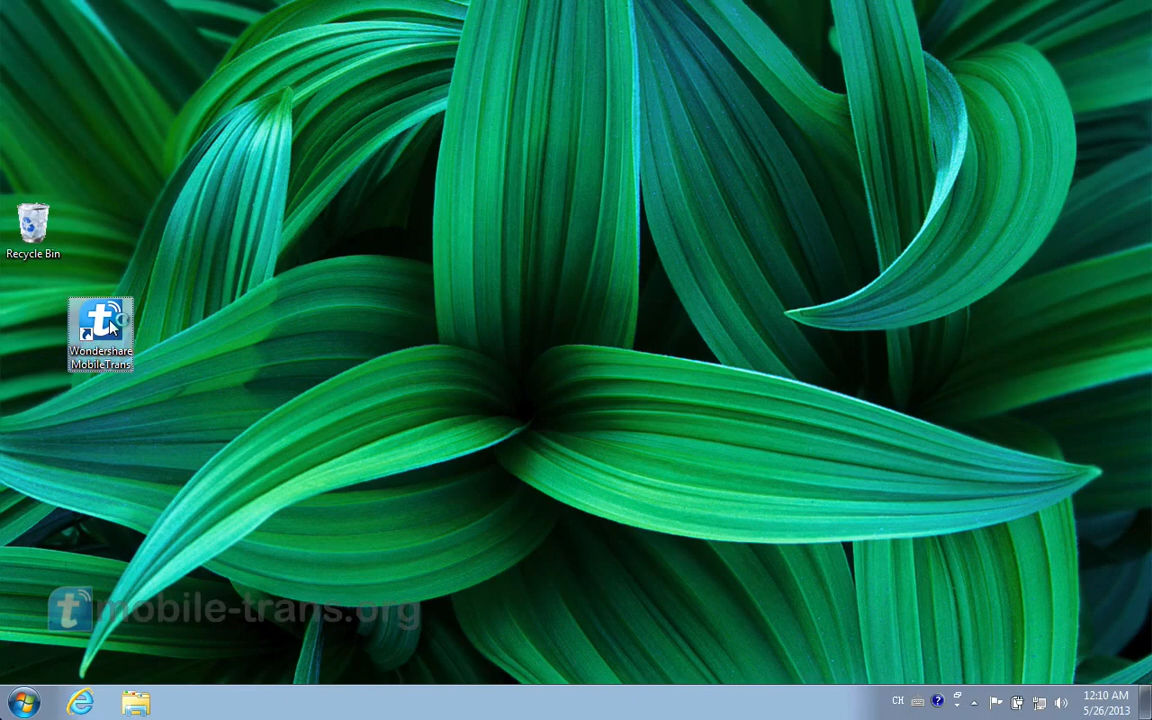 Recycle Bin
Wondershare
MobileTrans
mobile-trans.org
CH
12:10 AM
5/26/2013